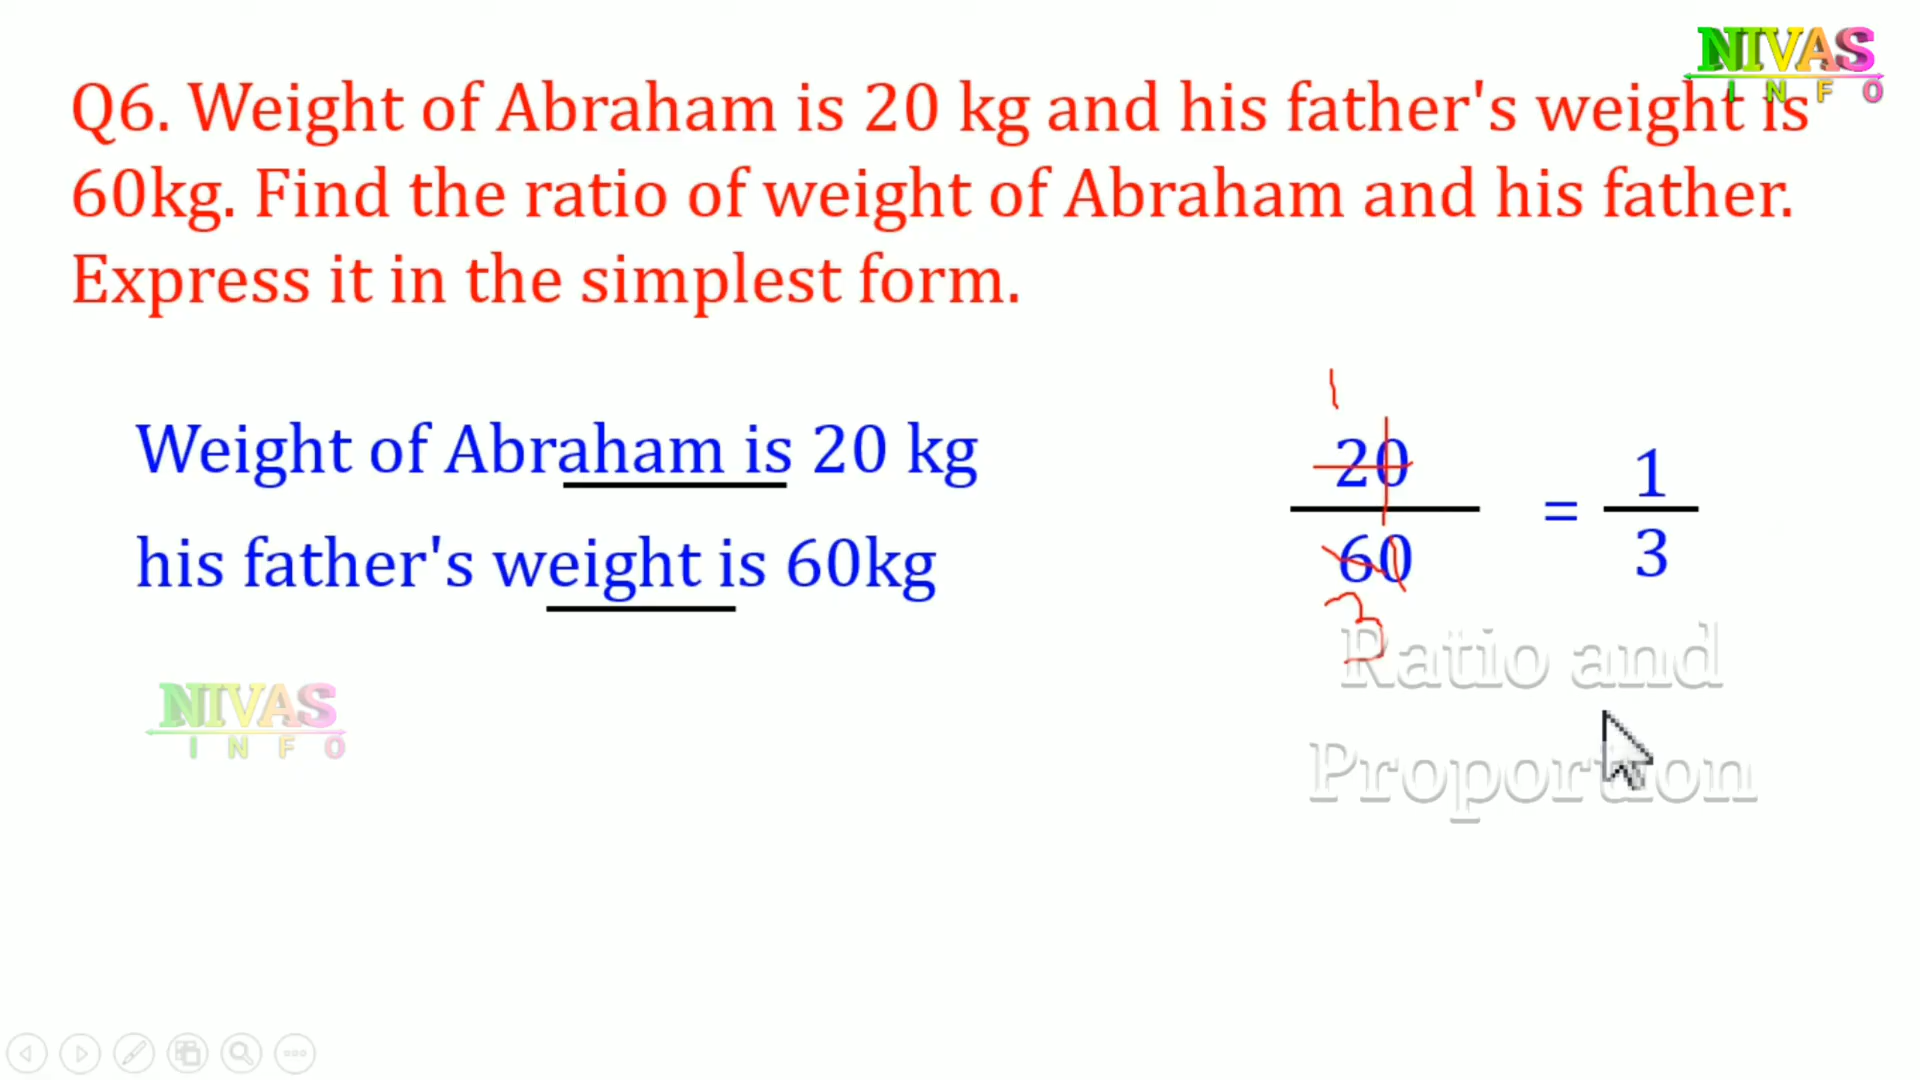 NIVAS
INFO
Q6. Weight of Abraham is 20 kg and his father's weight is
60kg. Find the ratio of weight of Abraham and his father.
Express it in the simplest form.
Weight of Abraham is 20 kg
his father's weight is 60kg
1
20
60
3
=
1
3
Ratio and
Proportion
NIVAS
INFO